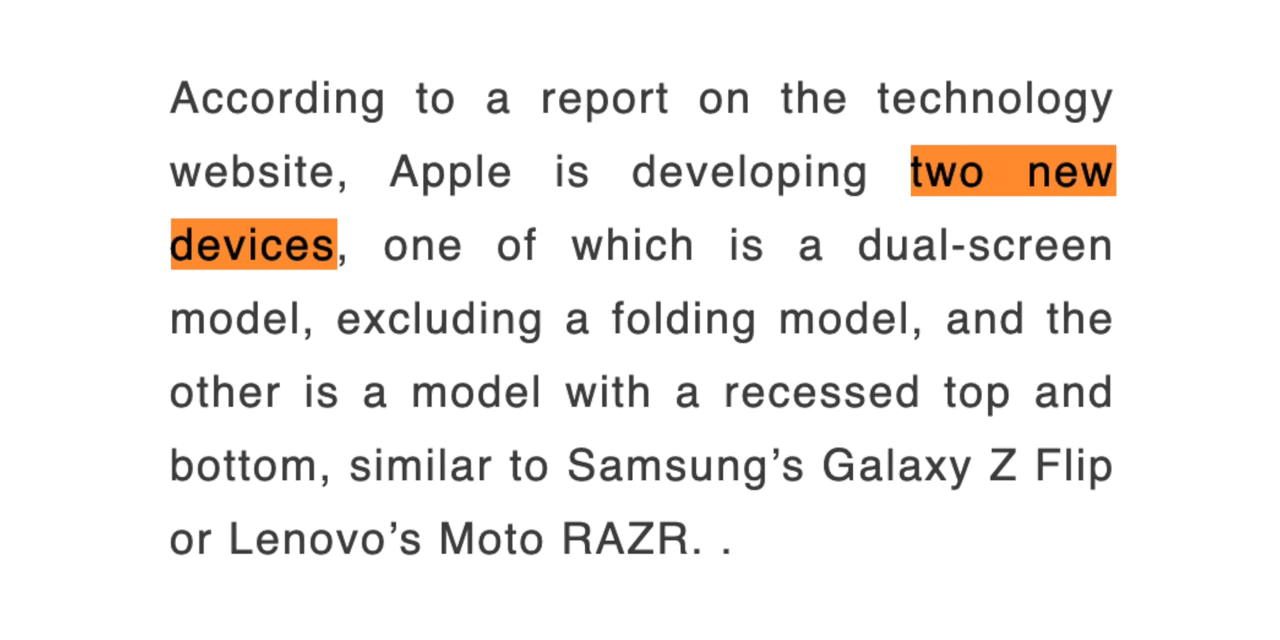 According to a report on the technology
website, Apple is developing two new
devices, one of which is a dual-screen
model, excluding a folding model, and the
other is a model with a recessed top and
bottom, similar to Samsung’s Galaxy Z Flip
or Lenovo’s Moto RAZR. .